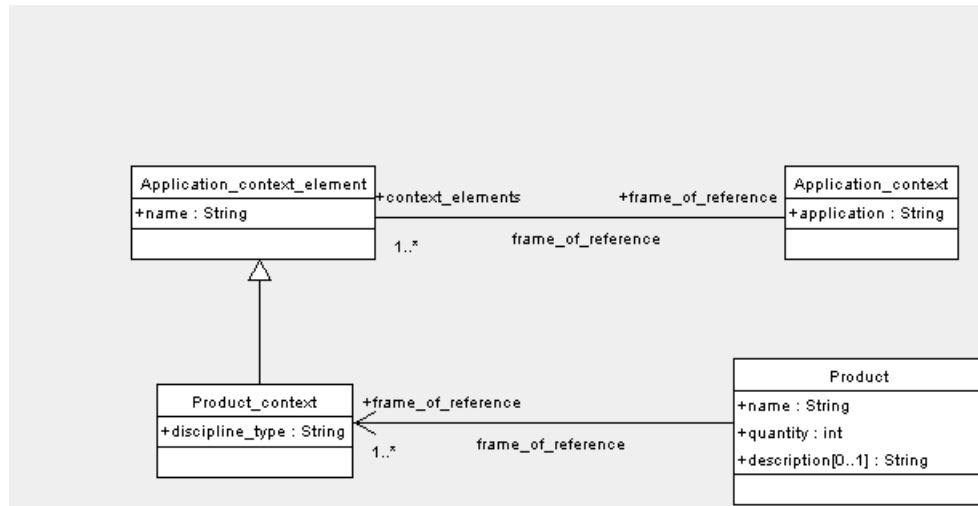 Application_context_element
+name : String
+context_elements
+frame_of_reference
1..*
frame_of_reference
Application_context
+application : String
Product_context
+discipline_type : String
+frame_of_reference
1..*
frame_of_reference
Product
+name : String
+quantity : int
+description[0..1] : String